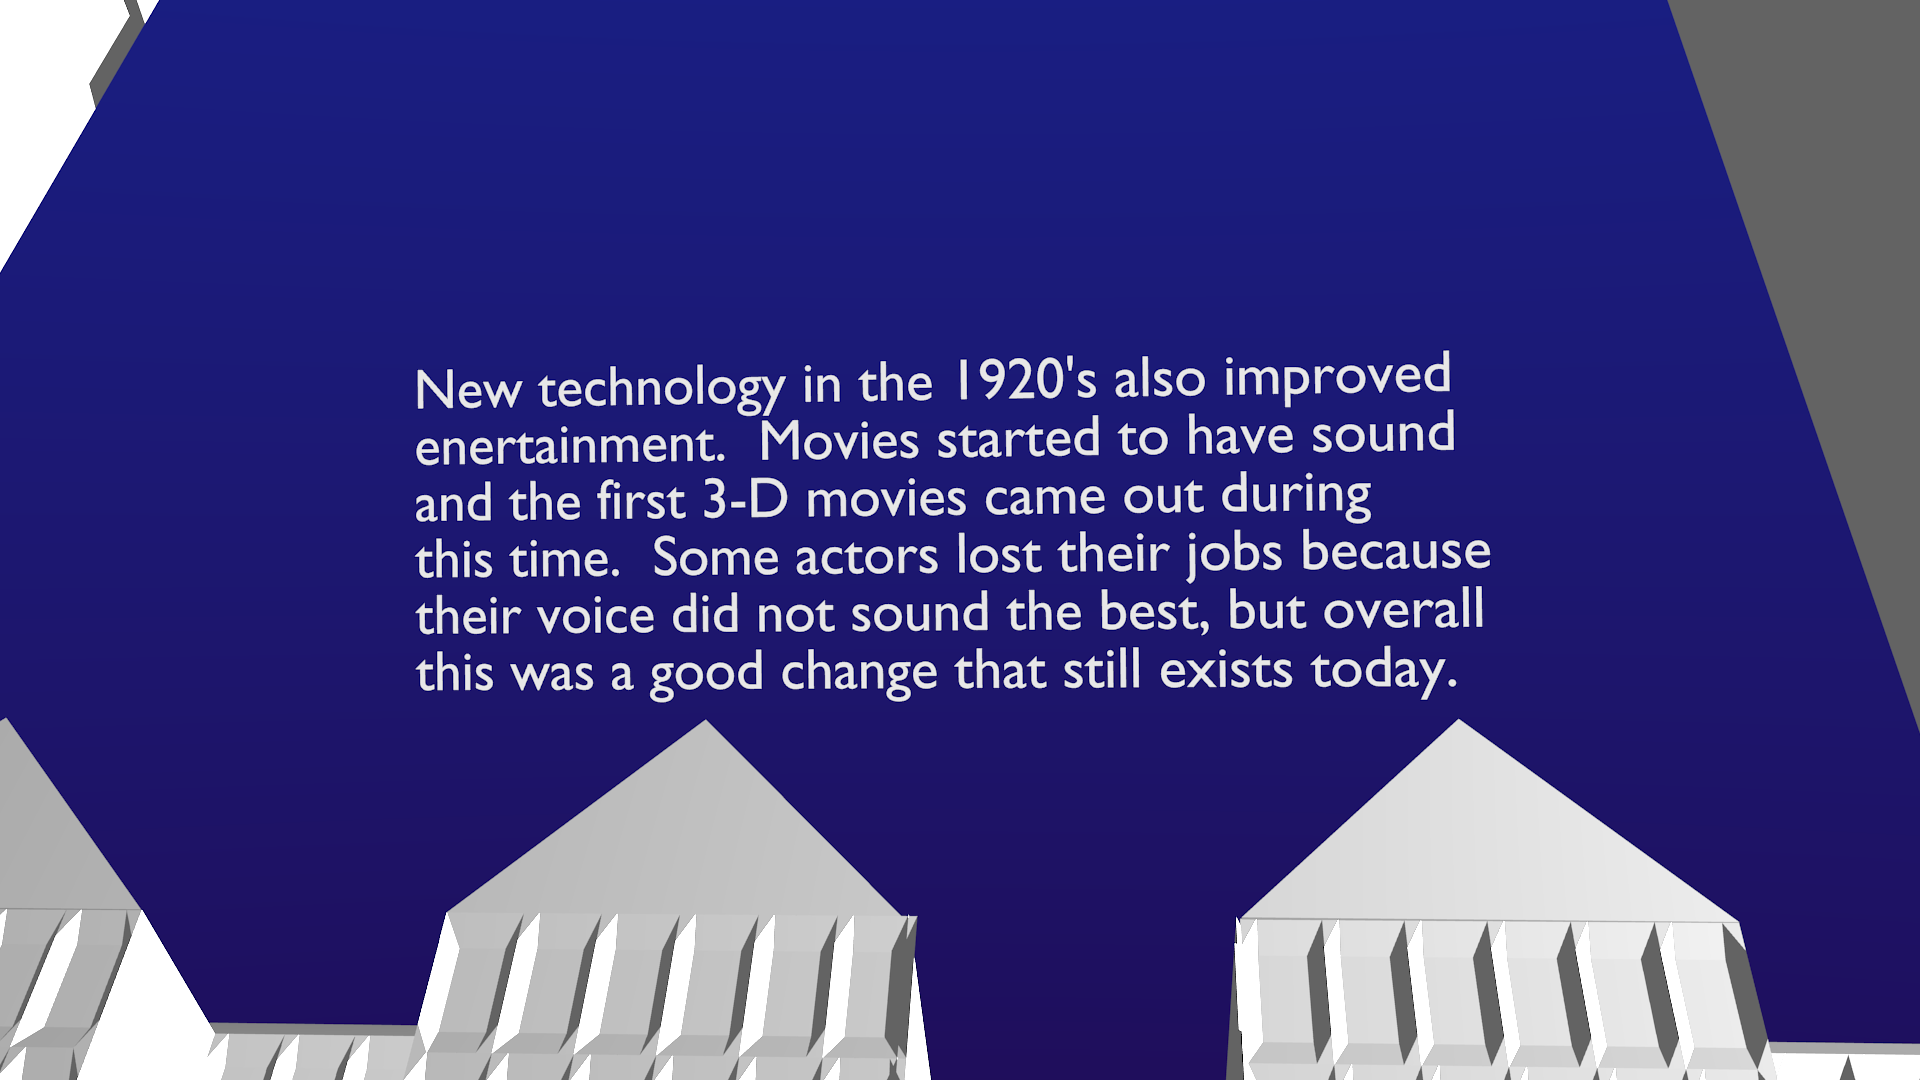 New technology in the 1920's also improved
enertainment.  Movies started to have sound
and the first 3-D movies came out during
this time.  Some actors lost their jobs because
their voice did not sound the best, but overall
this was a good change that still exists today.